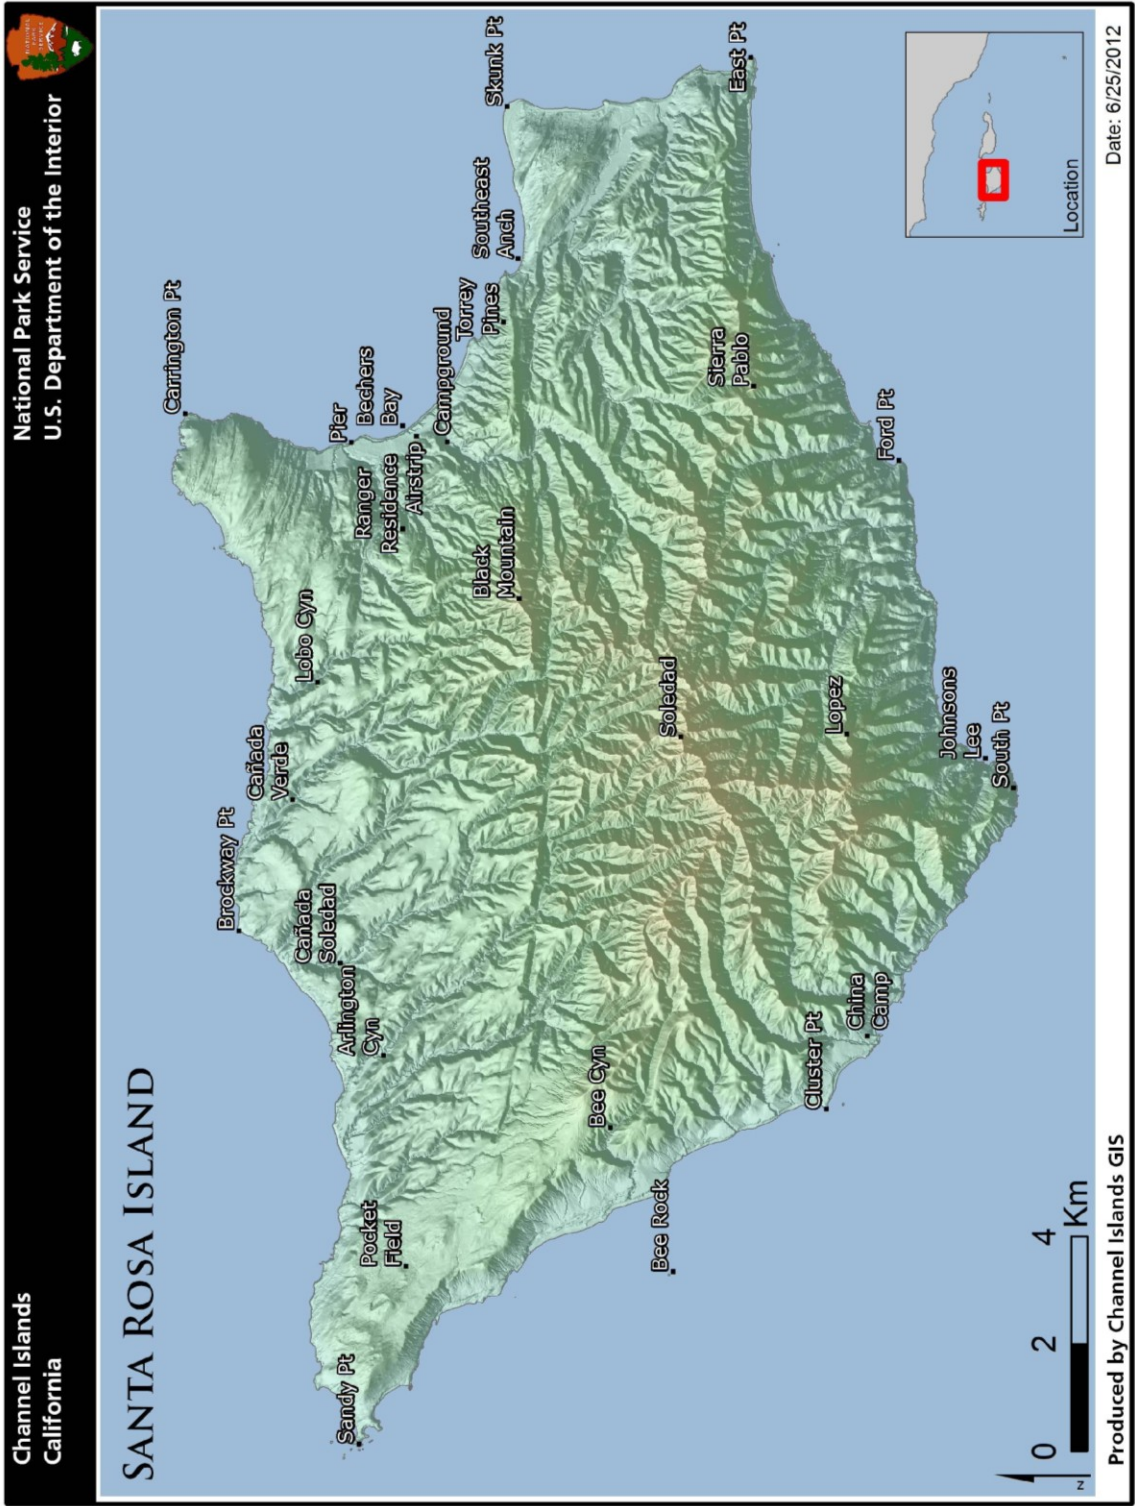 Channel Islands
California
National Park Service
U.S. Department of the Interior
SANTA ROSA ISLAND
Carrington Pt
Brockway Pt
Skunk Pt
Cañada
Verde
Lobo Cyn
Pier
Bechers
Bay
Cañada
Soledad
Ranger
Residence
Airstrip
Campground
Torrey
Pines
Southeast
Anch
Sandy Pt
Pocket
Field
Arlington
Cyn
Black
Mountain
East Pt
Bee Cyn
Soledad
Sierra
Pablo
Bee Rock
Cluster Pt
China
Camp
Lopez
Ford Pt
Johnsons
Lee
South Pt
N
0 2 4
Km
Location
Produced by Channel Islands GIS
Date: 6/25/2012